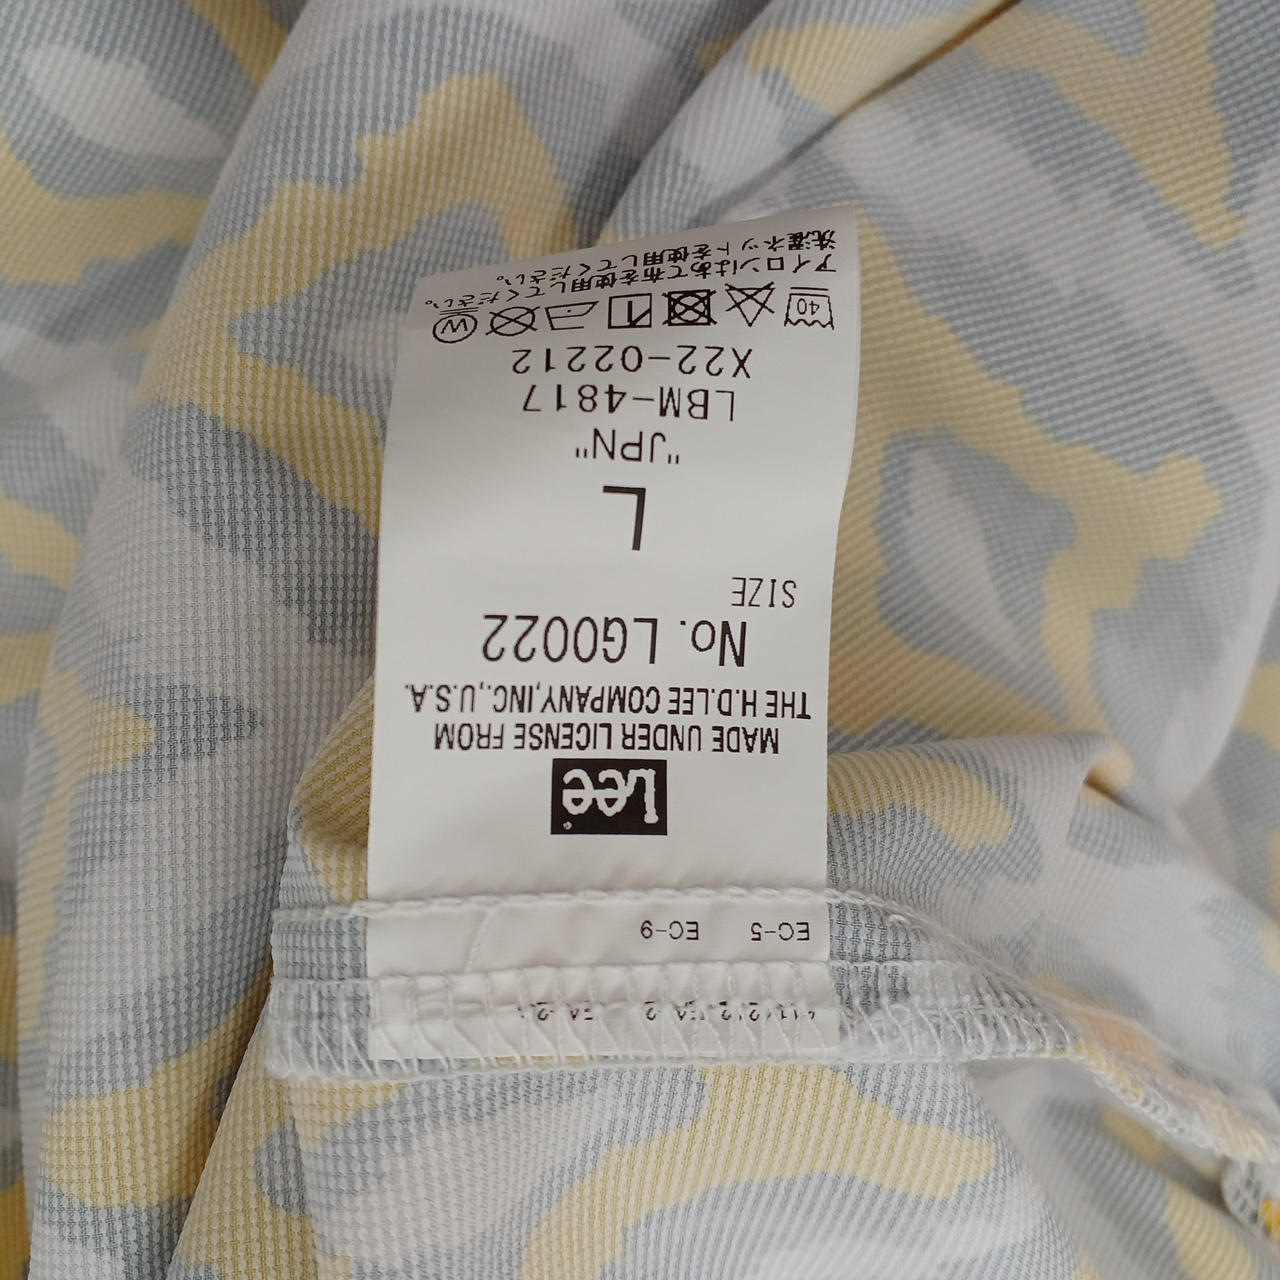 EC-5 EC-9
Lee
MADE UNDER LICENSE FROM
THE H.D.LEE COMPANY,INC.,U.S.A.
No. LG0022
SIZE
L
"JPN"
LBM-4817
X22-02212
40 W
アイロンはあて布を使用してください。
洗濯ネットを使用してください。